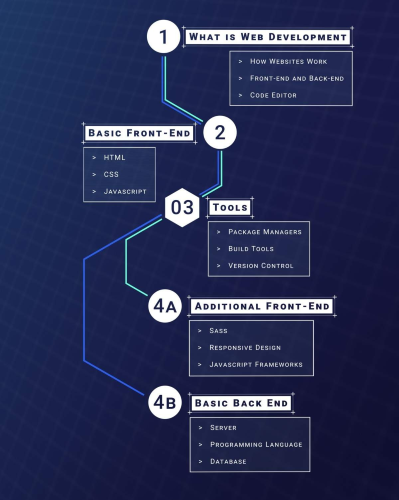 1
What is Web Development
> How Websites Work
> Front-end and Back-end
> Code Editor
2
Basic Front-End
> HTML
> CSS
> Javascript
03
Tools
> Package Managers
> Build Tools
> Version Control
4A
Additional Front-End
> Sass
> Responsive Design
> Javascript Frameworks
4B
Basic Back End
> Server
> Programming Language
> Database